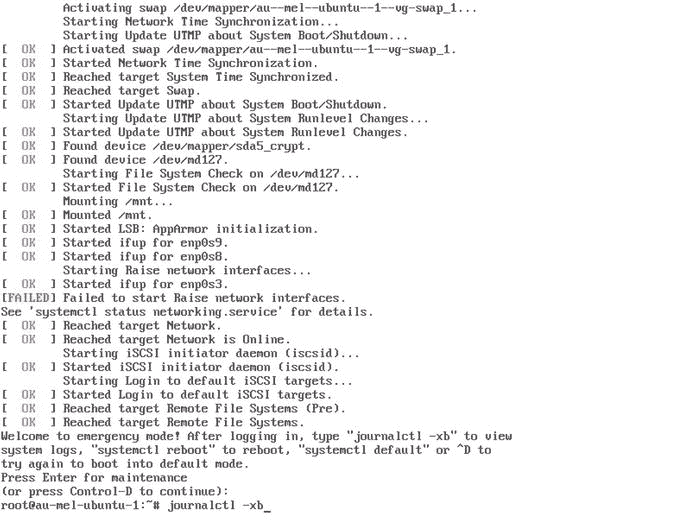 Activating swap /dev/mapper/au--mel--ubuntu--1--vg-swap_1...
Starting Network Time Synchronization...
Starting Update UTMP about System Boot/Shutdown...
[  OK  ] Activated swap /dev/mapper/au--mel--ubuntu--1--vg-swap_1.
[  OK  ] Started Network Time Synchronization.
[  OK  ] Reached target System Time Synchronized.
[  OK  ] Reached target Swap.
[  OK  ] Started Update UTMP about System Boot/Shutdown.
Starting Update UTMP about System Runlevel Changes...
[  OK  ] Started Update UTMP about System Runlevel Changes.
[  OK  ] Found device /dev/mapper/sda5_crypt.
[  OK  ] Found device /dev/md127.
Starting File System Check on /dev/md127...
[  OK  ] Started File System Check on /dev/md127.
Mounting /mnt...
[  OK  ] Mounted /mnt.
[  OK  ] Started LSB: AppArmor initialization.
[  OK  ] Started ifup for enp0s9.
[  OK  ] Started ifup for enp0s8.
Starting Raise network interfaces...
[  OK  ] Started ifup for enp0s3.
[FAILED] Failed to start Raise network interfaces.
See 'systemctl status networking.service' for details.
[  OK  ] Reached target Network.
[  OK  ] Reached target Network is Online.
Starting iSCSI initiator daemon (iscsid)...
[  OK  ] Started iSCSI initiator daemon (iscsid).
Starting Login to default iSCSI targets...
[  OK  ] Started Login to default iSCSI targets.
[  OK  ] Reached target Remote File Systems (Pre).
[  OK  ] Reached target Remote File Systems.
Welcome to emergency mode! After logging in, type "journalctl -xb" to view
system logs, "systemctl reboot" to reboot, "systemctl default" or ^D to
try again to boot into default mode.
Press Enter for maintenance
(or press Control-D to continue):
root@au-mel-ubuntu-1:~# journalctl -xb_